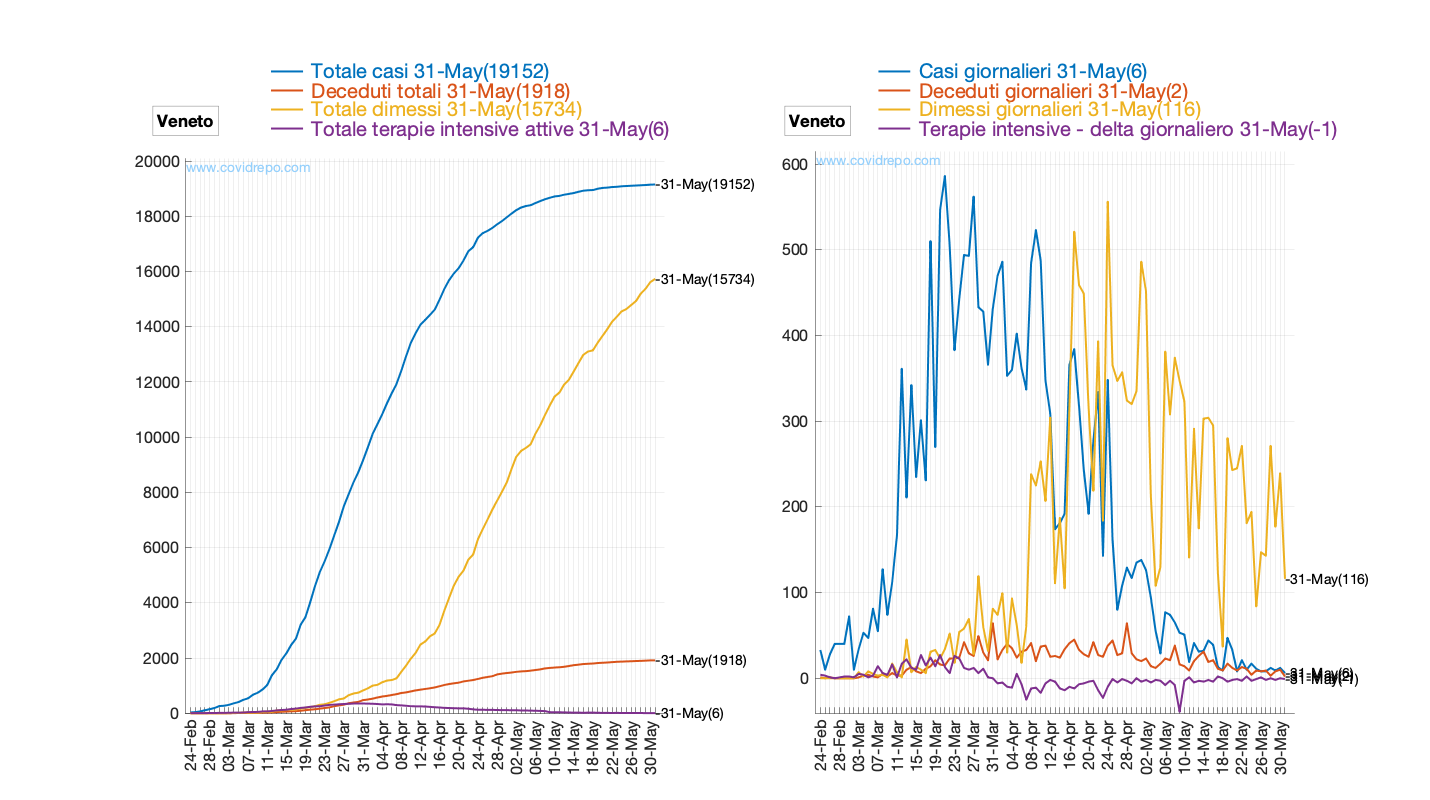 Totale casi 31-May(19152)
Deceduti totali 31-May(1918)
Totale dimessi 31-May(15734)
Totale terapie intensive attive 31-May(6)
Veneto
www.covidrepo.com
20000
18000
16000
14000
12000
10000
8000
6000
4000
2000
0
31-May(19152)
31-May(15734)
31-May(1918)
31-May(6)
24-Feb
28-Feb
03-Mar
07-Mar
11-Mar
15-Mar
19-Mar
23-Mar
27-Mar
31-Mar
04-Apr
08-Apr
12-Apr
16-Apr
20-Apr
24-Apr
28-Apr
02-May
06-May
10-May
14-May
18-May
22-May
26-May
30-May
Casi giornalieri 31-May(6)
Deceduti giornalieri 31-May(2)
Dimessi giornalieri 31-May(116)
Terapie intensive - delta giornaliero 31-May(-1)
Veneto
www.covidrepo.com
600
500
400
300
200
100
0
31-May(116)
31-May(6)
31-May(2)
31-May(-1)
24-Feb
28-Feb
03-Mar
07-Mar
11-Mar
15-Mar
19-Mar
23-Mar
27-Mar
31-Mar
04-Apr
08-Apr
12-Apr
16-Apr
20-Apr
24-Apr
28-Apr
02-May
06-May
10-May
14-May
18-May
22-May
26-May
30-May